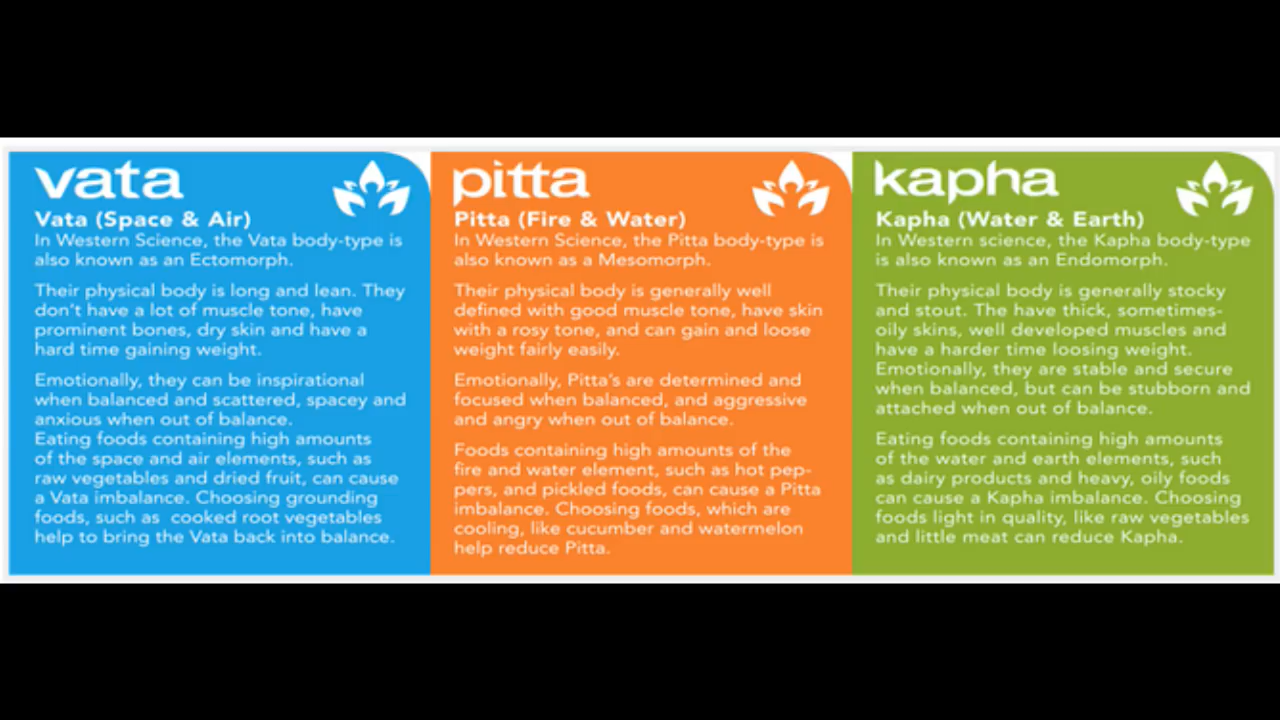 vata
Vata (Space & Air)
In Western Science, the Vata body-type is
also known as an Ectomorph.
Their physical body is long and lean. They
don't have a lot of muscle tone, have
prominent bones, dry skin and have a
hard time gaining weight.
Emotionally, they can be inspirational
when balanced and scattered, spacey and
anxious when out of balance.
Eating foods containing high amounts
of the space and air elements, such as
raw vegetables and dried fruit, can cause
a Vata imbalance. Choosing grounding
foods, such as cooked root vegetables
help to bring the Vata back into balance.
pitta
Pitta (Fire & Water)
In Western Science, the Pitta body-type is
also known as a Mesomorph.
Their physical body is generally well
defined with good muscle tone, have skin
with a rosy tone, and can gain and loose
weight fairly easily.
Emotionally, Pitta's are determined and
focused when balanced, and aggressive
and angry when out of balance.
Foods containing high amounts of the
fire and water element, such as hot pep-
pers, and pickled foods, can cause a Pitta
imbalance. Choosing foods, which are
cooling, like cucumber and watermelon
help reduce Pitta.
kapha
Kapha (Water & Earth)
In Western science, the Kapha body-type
is also known as an Endomorph.
Their physical body is generally stocky
and stout. The have thick, sometimes-
oily skins, well developed muscles and
have a harder time loosing weight.
Emotionally, they are stable and secure
when balanced, but can be stubborn and
attached when out of balance.
Eating foods containing high amounts
of the water and earth elements, such
as dairy products and heavy, oily foods
can cause a Kapha imbalance. Choosing
foods light in quality, like raw vegetables
and little meat can reduce Kapha.